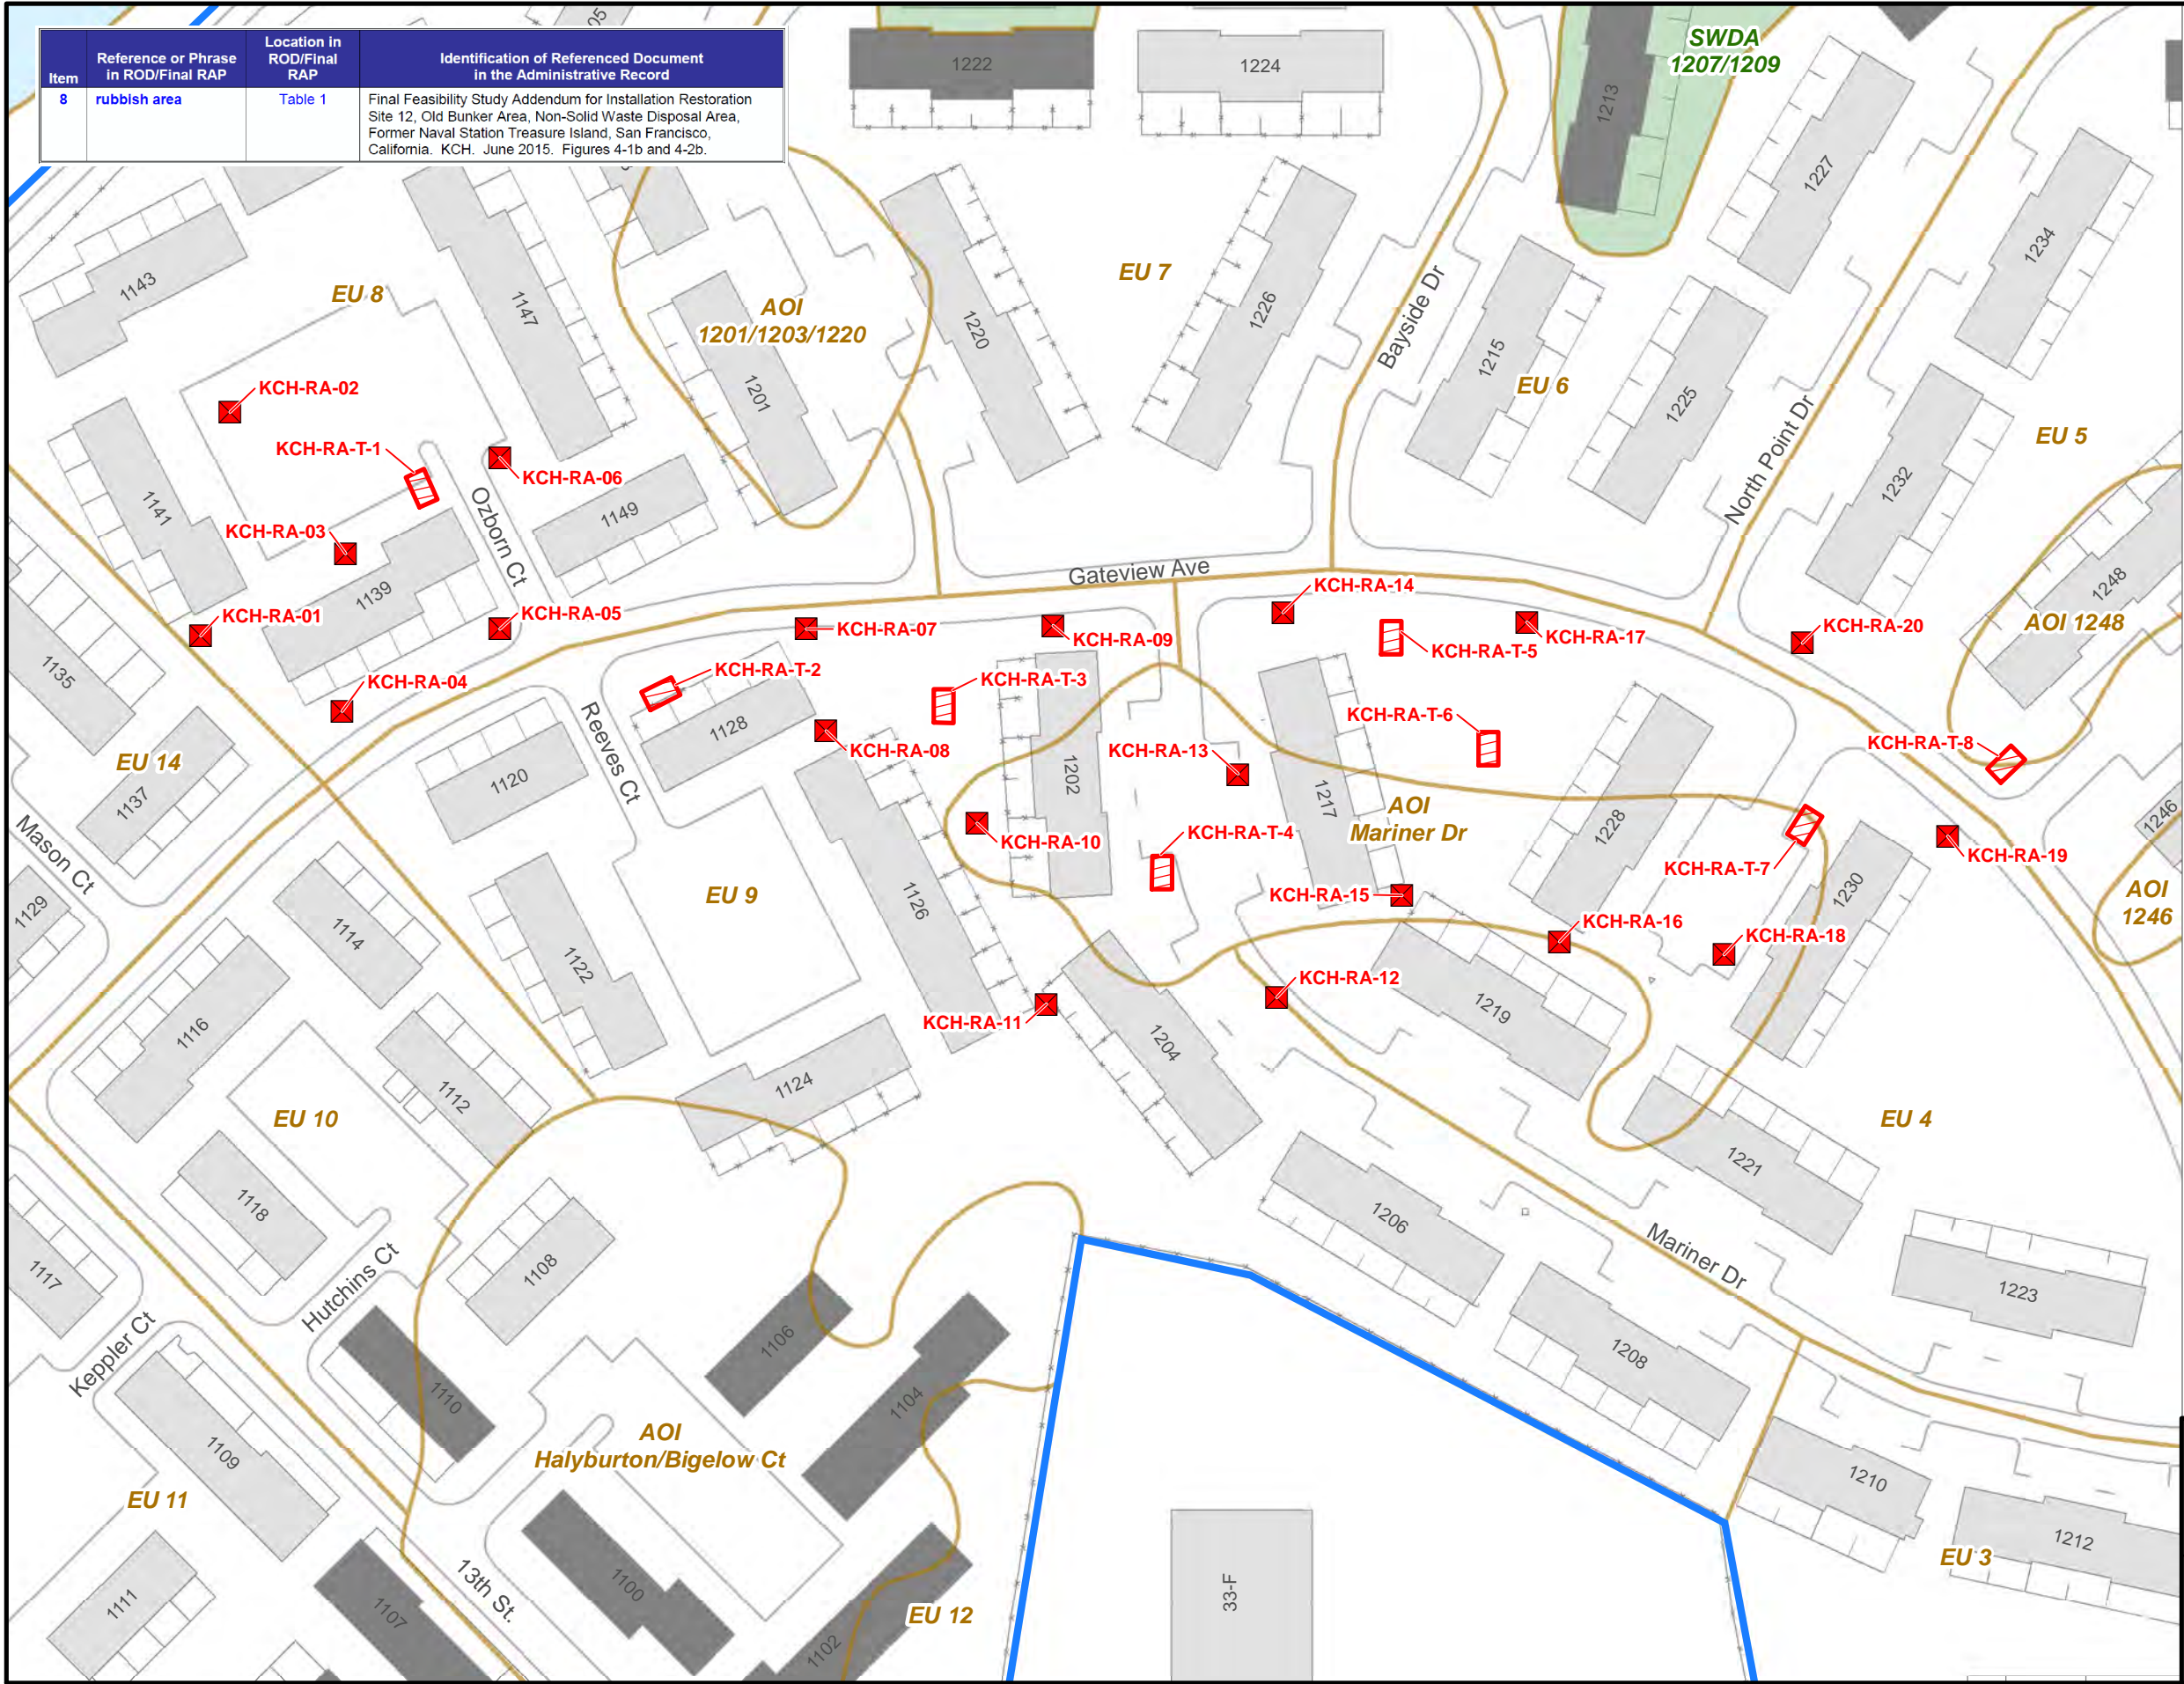 Item
Reference or Phrase
in ROD/Final RAP
Location in
ROD/Final
RAP
Identification of Referenced Document
in the Administrative Record
8
rubbish area
Table 1
Final Feasibility Study Addendum for Installation Restoration
Site 12, Old Bunker Area, Non-Solid Waste Disposal Area,
Former Naval Station Treasure Island, San Francisco,
California. KCH. June 2015. Figures 4-1b and 4-2b.
1222
1224
1213
SWDA
1207/1209
1227
1234
1143
EU 8
1147
AOI
1201/1203/1220
1201
1220
EU 7
1226
Bayside Dr
1215
EU 6
1225
North Point Dr
1232
EU 5
KCH-RA-02
KCH-RA-T-1
KCH-RA-06
1141
Ozborn Ct
1149
KCH-RA-03
1139
Gateview Ave
KCH-RA-14
1248
AOI 1248
KCH-RA-01
KCH-RA-05
KCH-RA-07
KCH-RA-09
KCH-RA-T-5
KCH-RA-17
KCH-RA-20
1135
KCH-RA-04
KCH-RA-T-2
KCH-RA-T-3
KCH-RA-T-6
KCH-RA-T-8
EU 14
1137
1120
Reeves Ct
1128
KCH-RA-08
1202
KCH-RA-13
1217
AOI
Mariner Dr
1228
1246
Mason Ct
KCH-RA-10
KCH-RA-T-4
KCH-RA-T-7
KCH-RA-19
1129
1114
1122
EU 9
1126
KCH-RA-15
KCH-RA-16
KCH-RA-18
1230
AOI
1246
1116
KCH-RA-11
KCH-RA-12
1204
1219
EU 10
1112
1124
EU 4
1118
1206
1221
1117
Hutchins Ct
1108
Mariner Dr
1223
Keppler Ct
1106
1208
1110
1104
1109
AOI
Halyburton/Bigelow Ct
1210
EU 11
1212
EU 3
1111
1107
13th St.
1100
1102
EU 12
33-F